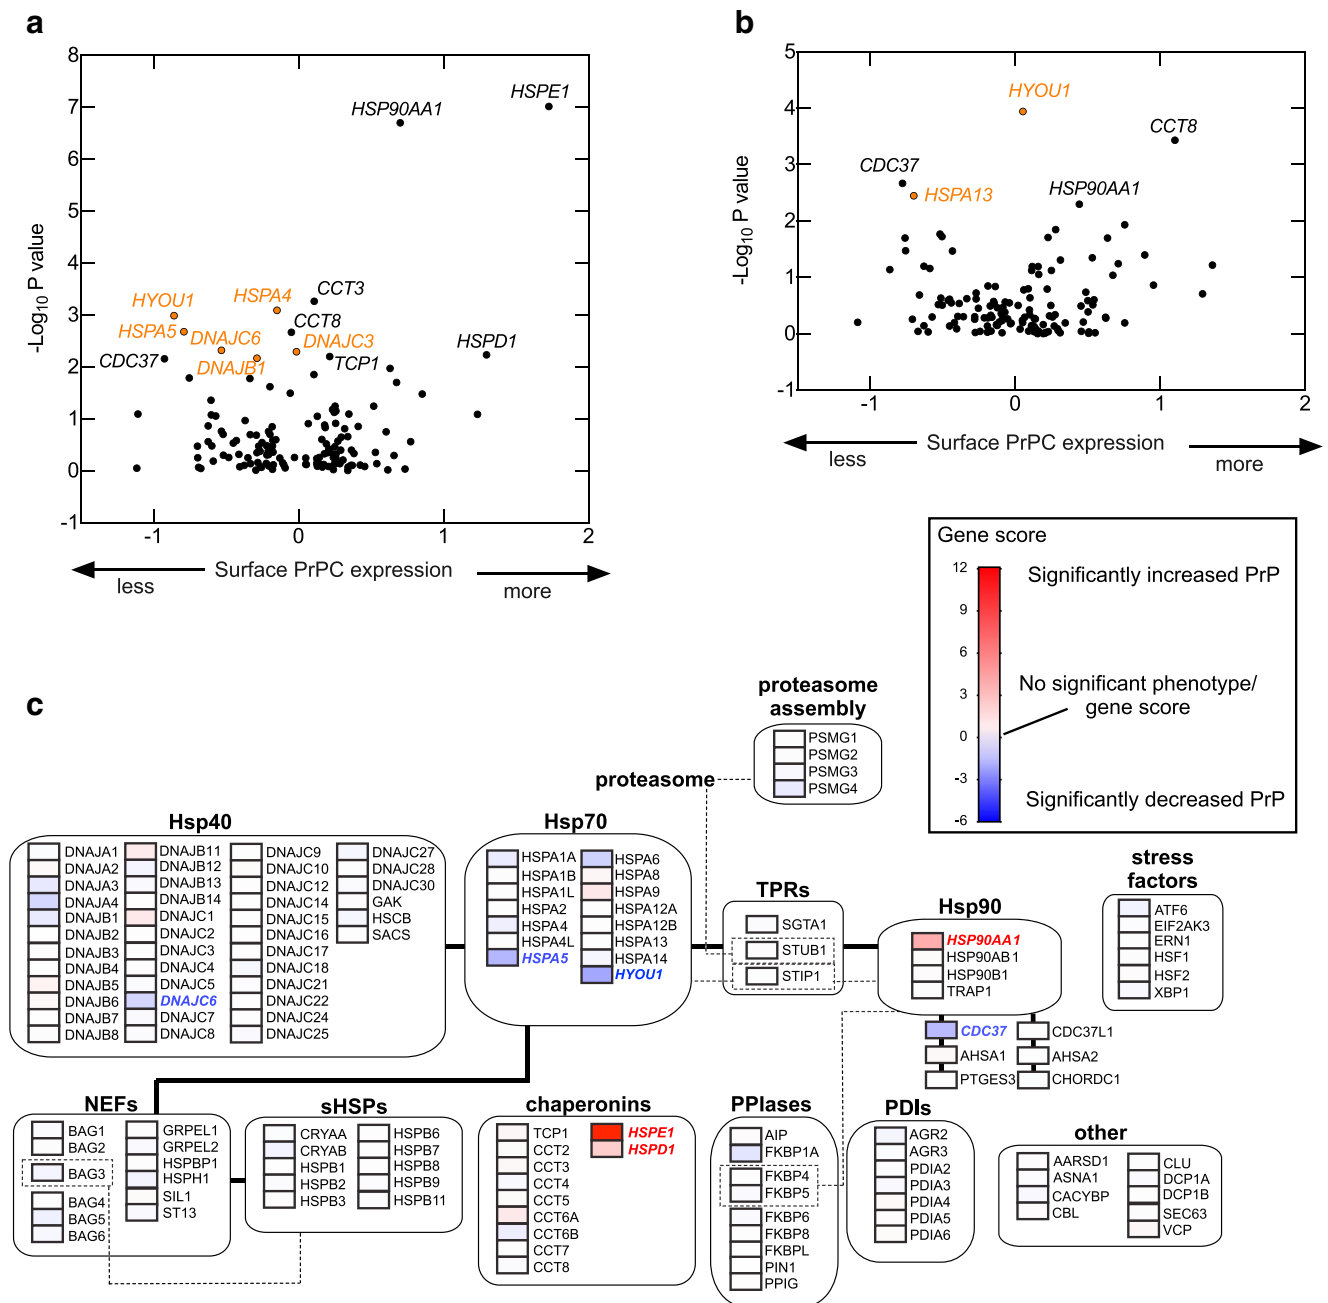 a
8
7
6
5
4
3
2
1
0
-1
-Log10 P value
HSPE1
HSP90AA1
CCT3
HSPA4
HYOU1
CCT8
HSPA5
DNAJC6
DNAJC3
HSPD1
CDC37
DNAJB1
TCP1
-1
0
1
2
less
Surface PrPC expression
more
b
5
4
3
2
1
0
-1
-Log10 P value
HYOU1
CCT8
CDC37
HSPA13
HSP90AA1
-1
0
1
2
less
Surface PrPC expression
more
Gene score
12
9
6
3
0
-3
-6
Significantly increased PrP
No significant phenotype/
gene score
Significantly decreased PrP
c
proteasome
assembly
PSMG1
PSMG2
PSMG3
PSMG4
proteasome
Hsp40
DNAJA1
DNAJA2
DNAJA3
DNAJA4
DNAJB1
DNAJB2
DNAJB3
DNAJB4
DNAJB5
DNAJB6
DNAJB7
DNAJB8
DNAJB11
DNAJB12
DNAJB13
DNAJB14
DNAJC1
DNAJC2
DNAJC3
DNAJC4
DNAJC5
DNAJC6
DNAJC7
DNAJC8
DNAJC9
DNAJC10
DNAJC12
DNAJC14
DNAJC15
DNAJC16
DNAJC17
DNAJC18
DNAJC21
DNAJC22
DNAJC24
DNAJC25
DNAJC27
DNAJC28
DNAJC30
GAK
HSCB
SACS
Hsp70
HSPA1A
HSPA1B
HSPA1L
HSPA2
HSPA4
HSPA4L
HSPA5
HSPA6
HSPA8
HSPA9
HSPA12A
HSPA12B
HSPA13
HSPA14
HYOU1
TPRs
SGTA1
STUB1
STIP1
Hsp90
HSP90AA1
HSP90AB1
HSP90B1
TRAP1
CDC37
AHSA1
PTGES3
CDC37L1
AHSA2
CHORDC1
stress
factors
ATF6
EIF2AK3
ERN1
HSF1
HSF2
XBP1
NEFs
BAG1
BAG2
BAG3
BAG4
BAG5
BAG6
GRPEL1
GRPEL2
HSPBP1
HSPH1
SIL1
ST13
sHSPs
CRYAA
CRYAB
HSPB1
HSPB2
HSPB3
HSPB6
HSPB7
HSPB8
HSPB9
HSPB11
chaperonins
TCP1
CCT2
CCT3
CCT4
CCT5
CCT6A
CCT6B
CCT7
CCT8
HSPE1
HSPD1
PPIases
AIP
FKBP1A
FKBP4
FKBP5
FKBP6
FKBP8
FKBPL
PIN1
PPIG
PDIs
AGR2
AGR3
PDIA2
PDIA3
PDIA4
PDIA5
PDIA6
other
AARSD1
ASNA1
CACYBP
CBL
CLU
DCP1A
DCP1B
SEC63
VCP